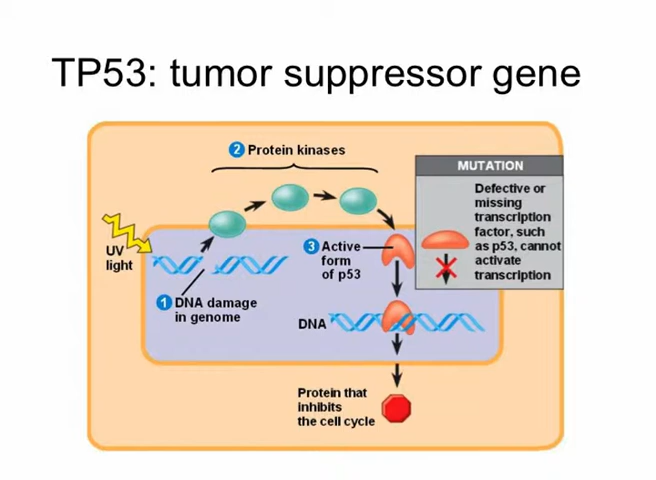 TP53: tumor suppressor gene
2 Protein kinases
MUTATION
Defective or
missing
transcription
factor, such
as p53, cannot
activate
transcription
UV
light
3 Active
form
of p53
1 DNA damage
in genome
DNA
Protein that
inhibits
the cell cycle